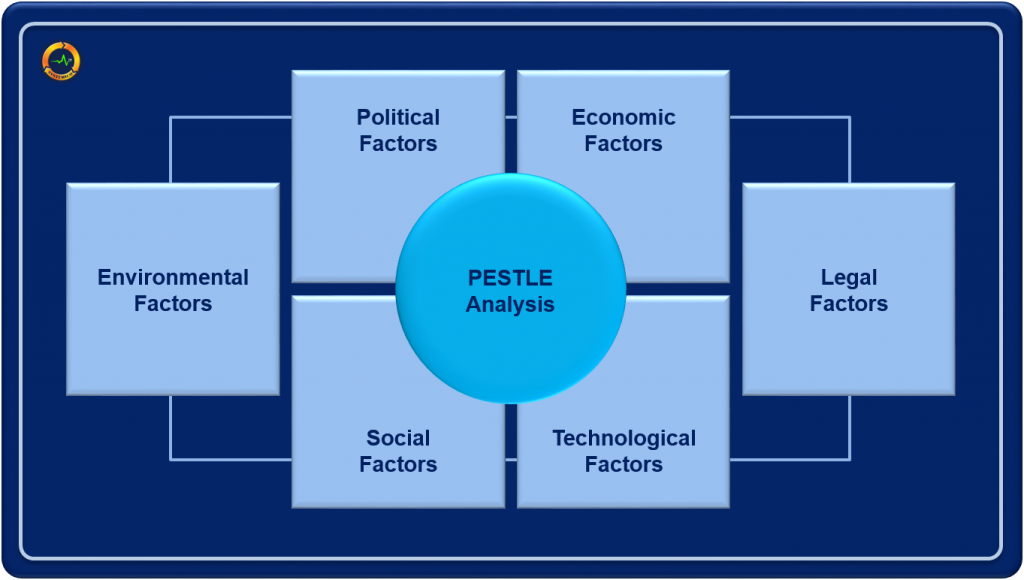 Political
Factors
Economic
Factors
Environmental
Factors
PESTLE
Analysis
Legal
Factors
Social
Factors
Technological
Factors